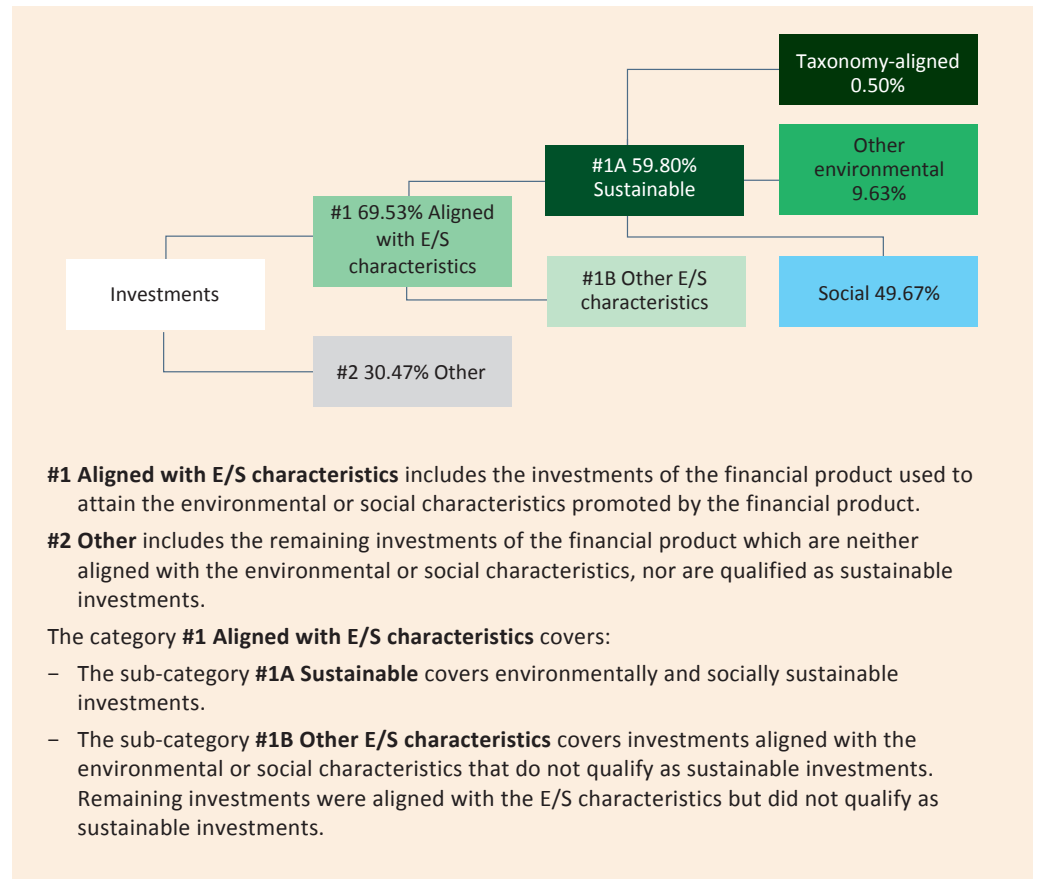 Taxonomy-aligned
0.50%
Other
environmental
9.63%
#1A 59.80%
Sustainable
#1 69.53% Aligned
with E/S
characteristics
#1B Other E/S
characteristics
Social 49.67%
Investments
#2 30.47% Other
#1 Aligned with E/S characteristics includes the investments of the financial product used to
attain the environmental or social characteristics promoted by the financial product.
#2 Other includes the remaining investments of the financial product which are neither
aligned with the environmental or social characteristics, nor are qualified as sustainable
investments.
The category #1 Aligned with E/S characteristics covers:
− The sub-category #1A Sustainable covers environmentally and socially sustainable
investments.
− The sub-category #1B Other E/S characteristics covers investments aligned with the
environmental or social characteristics that do not qualify as sustainable investments.
Remaining investments were aligned with the E/S characteristics but did not qualify as
sustainable investments.